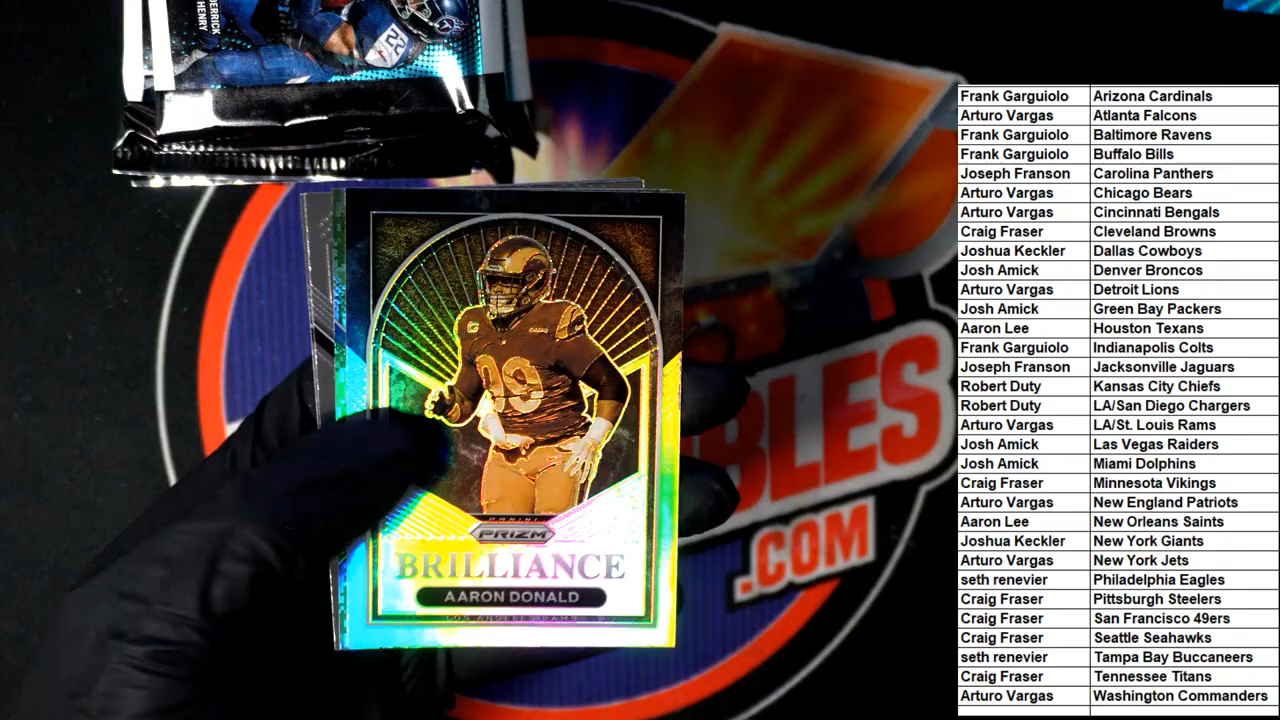 DERRICK
HENRY
22
99
PANINI
PRIZM
BRILLIANCE
AARON DONALD
LOS ANGELES RAMS
BLES
.COM
Frank Garguiolo Arizona Cardinals
Arturo Vargas Atlanta Falcons
Frank Garguiolo Baltimore Ravens
Frank Garguiolo Buffalo Bills
Joseph Franson Carolina Panthers
Arturo Vargas Chicago Bears
Arturo Vargas Cincinnati Bengals
Craig Fraser Cleveland Browns
Joshua Keckler Dallas Cowboys
Josh Amick Denver Broncos
Arturo Vargas Detroit Lions
Josh Amick Green Bay Packers
Aaron Lee Houston Texans
Frank Garguiolo Indianapolis Colts
Joseph Franson Jacksonville Jaguars
Robert Duty Kansas City Chiefs
Robert Duty LA/San Diego Chargers
Arturo Vargas LA/St. Louis Rams
Josh Amick Las Vegas Raiders
Josh Amick Miami Dolphins
Craig Fraser Minnesota Vikings
Arturo Vargas New England Patriots
Aaron Lee New Orleans Saints
Joshua Keckler New York Giants
Arturo Vargas New York Jets
seth renevier Philadelphia Eagles
Craig Fraser Pittsburgh Steelers
Craig Fraser San Francisco 49ers
Craig Fraser Seattle Seahawks
seth renevier Tampa Bay Buccaneers
Craig Fraser Tennessee Titans
Arturo Vargas Washington Commanders